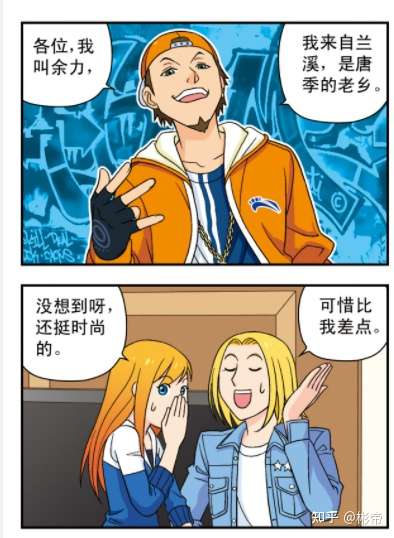 各位，我
叫余力，
我来自兰
溪，是唐
季的老乡。
没想到呀，
还挺时尚
的。
可惜比
我差点。
知乎 @彬帝